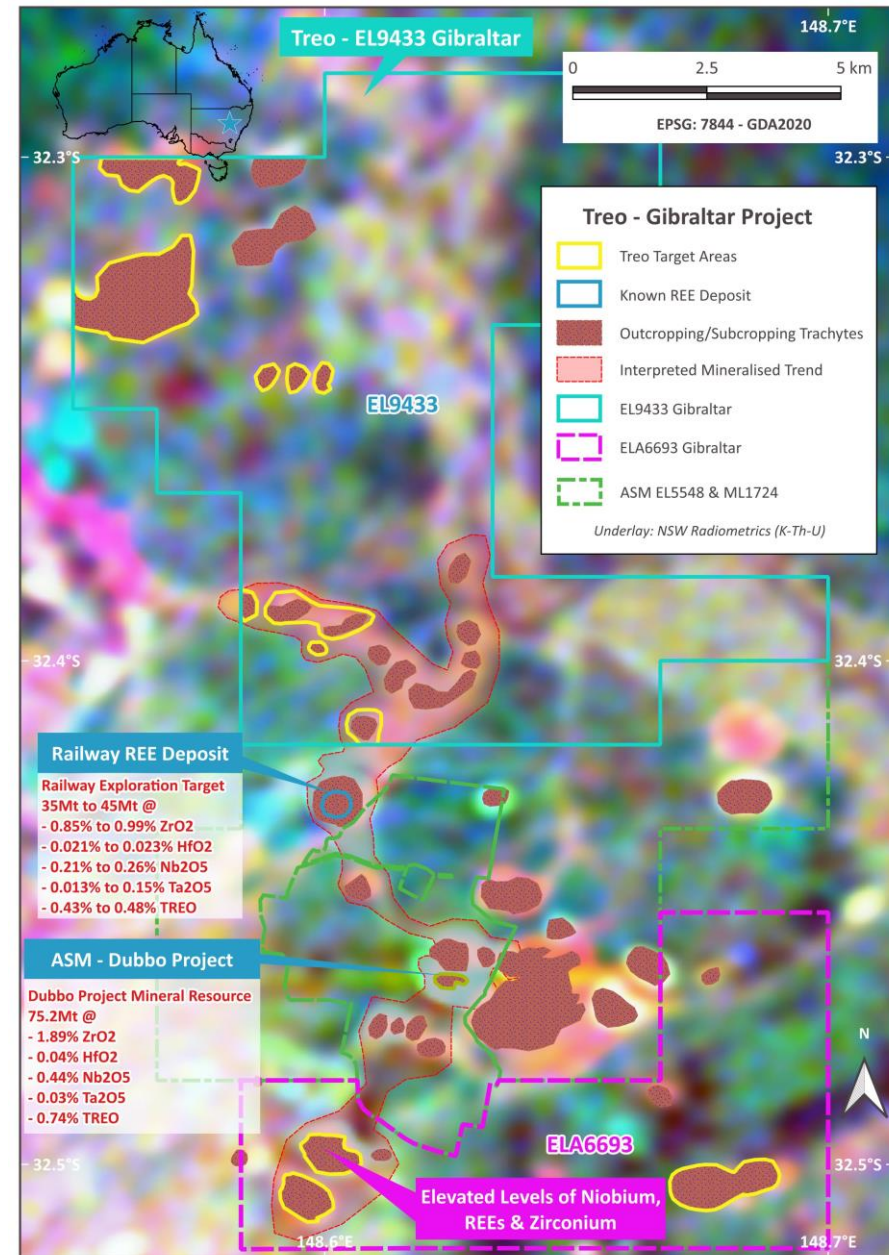 148.7°E
Treo - EL9433 Gibraltar
0 2.5 5 km
EPSG: 7844 - GDA2020
32.3°S 32.3°S
Treo - Gibraltar Project
Treo Target Areas
Known REE Deposit
Outcropping/Subcropping Trachytes
Interpreted Mineralised Trend
EL9433 Gibraltar
ELA6693 Gibraltar
ASM EL5548 & ML1724
Underlay: NSW Radiometrics (K-Th-U)
EL9433
32.4°S 32.4°S
Railway REE Deposit
Railway Exploration Target
35Mt to 45Mt @
- 0.85% to 0.99% ZrO2
- 0.021% to 0.023% HfO2
- 0.21% to 0.26% Nb2O5
- 0.013% to 0.15% Ta2O5
- 0.43% to 0.48% TREO
ASM - Dubbo Project
Dubbo Project Mineral Resource
75.2Mt @
- 1.89% ZrO2
- 0.04% HfO2
- 0.44% Nb2O5
- 0.03% Ta2O5
- 0.74% TREO
N
ELA6693
32.5°S 32.5°S
Elevated Levels of Niobium,
REEs & Zirconium
148.6°E 148.7°E